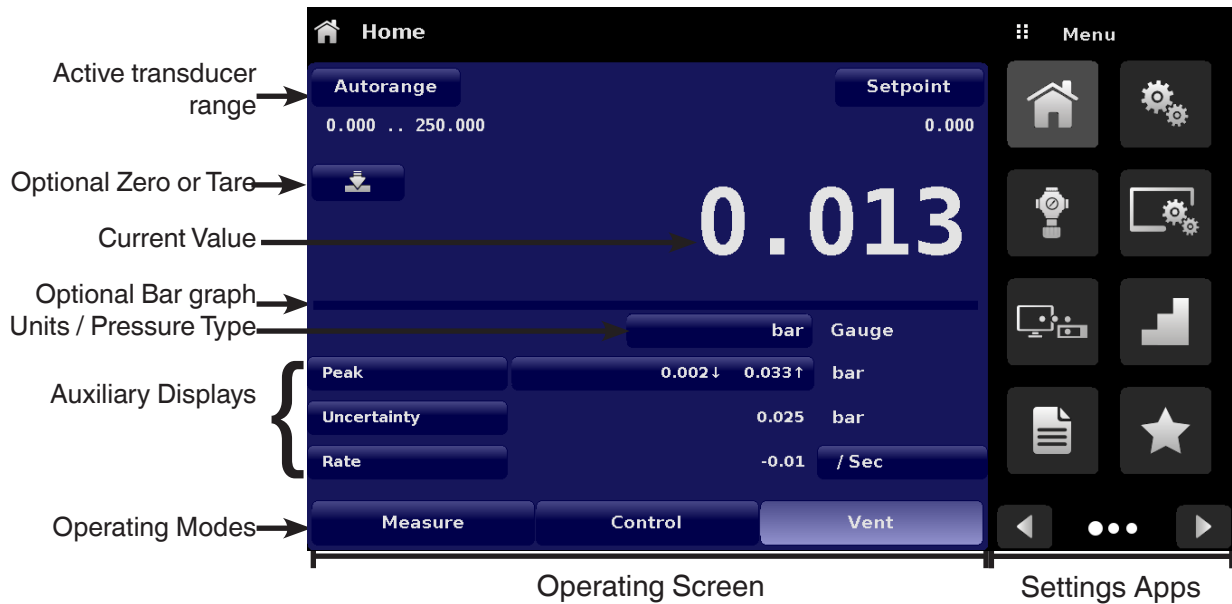 Home
Menu
Active transducer
range
Autorange
Setpoint
0.000 .. 250.000
0.000
Optional Zero or Tare
Current Value
0.013
Optional Bar graph
Units / Pressure Type
bar
Gauge
Auxiliary Displays
Peak
0.002↓ 0.033↑
bar
Uncertainty
0.025
bar
Rate
-0.01
/ Sec
Operating Modes
Measure
Control
Vent
Operating Screen
Settings Apps